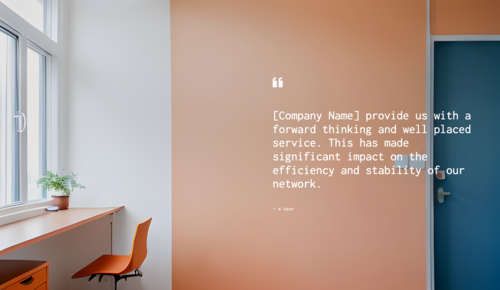 ❝
[Company Name] provide us with a
forward thinking and well placed
service. This has made
significant impact on the
efficiency and stability of our
network.
– A User